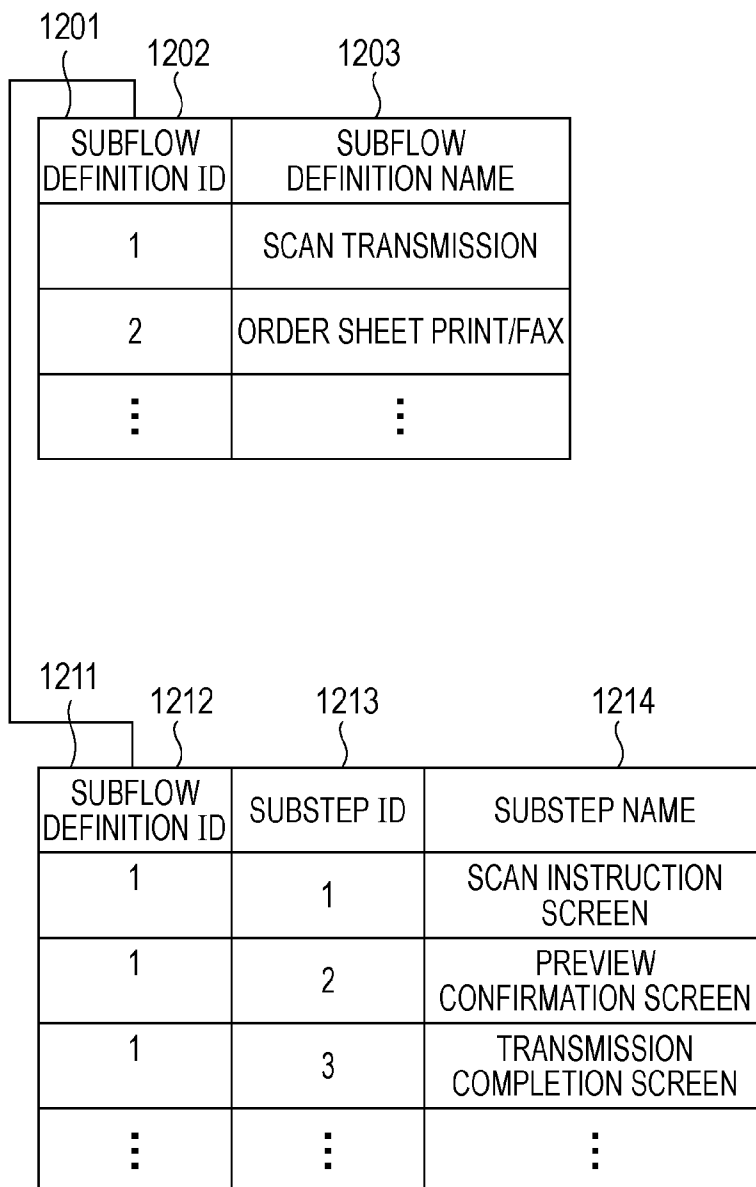 1201
1202
1203
SUBFLOW
DEFINITION ID
SUBFLOW
DEFINITION NAME
1
SCAN TRANSMISSION
2
ORDER SHEET PRINT/FAX
⋮
⋮
1211
1212
1213
1214
SUBFLOW
DEFINITION ID
SUBSTEP ID
SUBSTEP NAME
1
1
SCAN INSTRUCTION
SCREEN
1
2
PREVIEW
CONFIRMATION SCREEN
1
3
TRANSMISSION
COMPLETION SCREEN
⋮
⋮
⋮